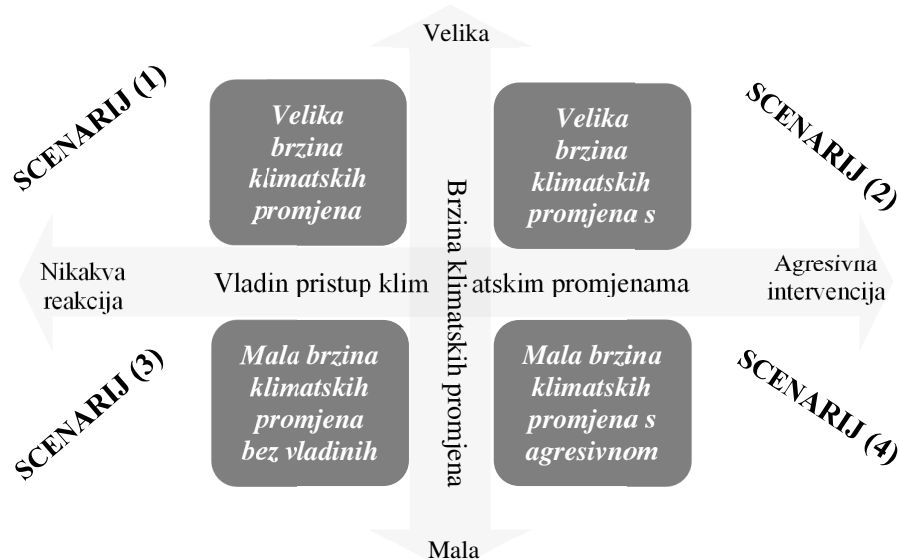 Velika
SCENARIJ (1)
Velika
brzina
klimatskih
promjena
Velika
brzina
klimatskih
promjena s
SCENARIJ (2)
Brzina klimatskih promjena
Nikakva
reakcija
Vladin pristup klim atskim promjenama
Agresivna
intervencija
SCENARIJ (3)
Mala brzina
klimatskih
promjena
bez vladinih
Mala brzina
klimatskih
promjena s
agresivnom
SCENARIJ (4)
Mala